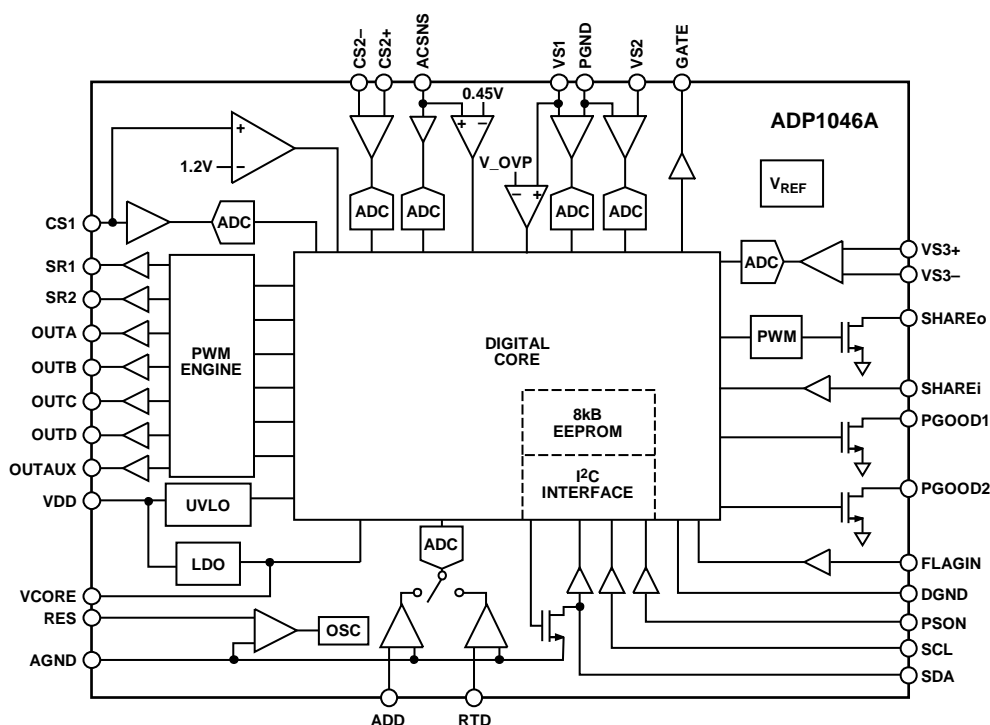 CS2–
CS2+
ACSNS
VS1
PGND
VS2
GATE
0.45V
ADP1046A
+
1.2V
–
+
–
V_OVP
–
+
VREF
ADC
ADC
ADC
ADC
CS1
ADC
ADC
VS3+
VS3–
SR1
SR2
OUTA
OUTB
OUTC
OUTD
OUTAUX
PWM
ENGINE
DIGITAL
CORE
PWM
SHAREo
SHAREi
8kB
EEPROM
PGOOD1
I2C
INTERFACE
PGOOD2
VDD
UVLO
ADC
LDO
FLAGIN
VCORE
DGND
RES
OSC
PSON
AGND
SCL
SDA
ADD
RTD